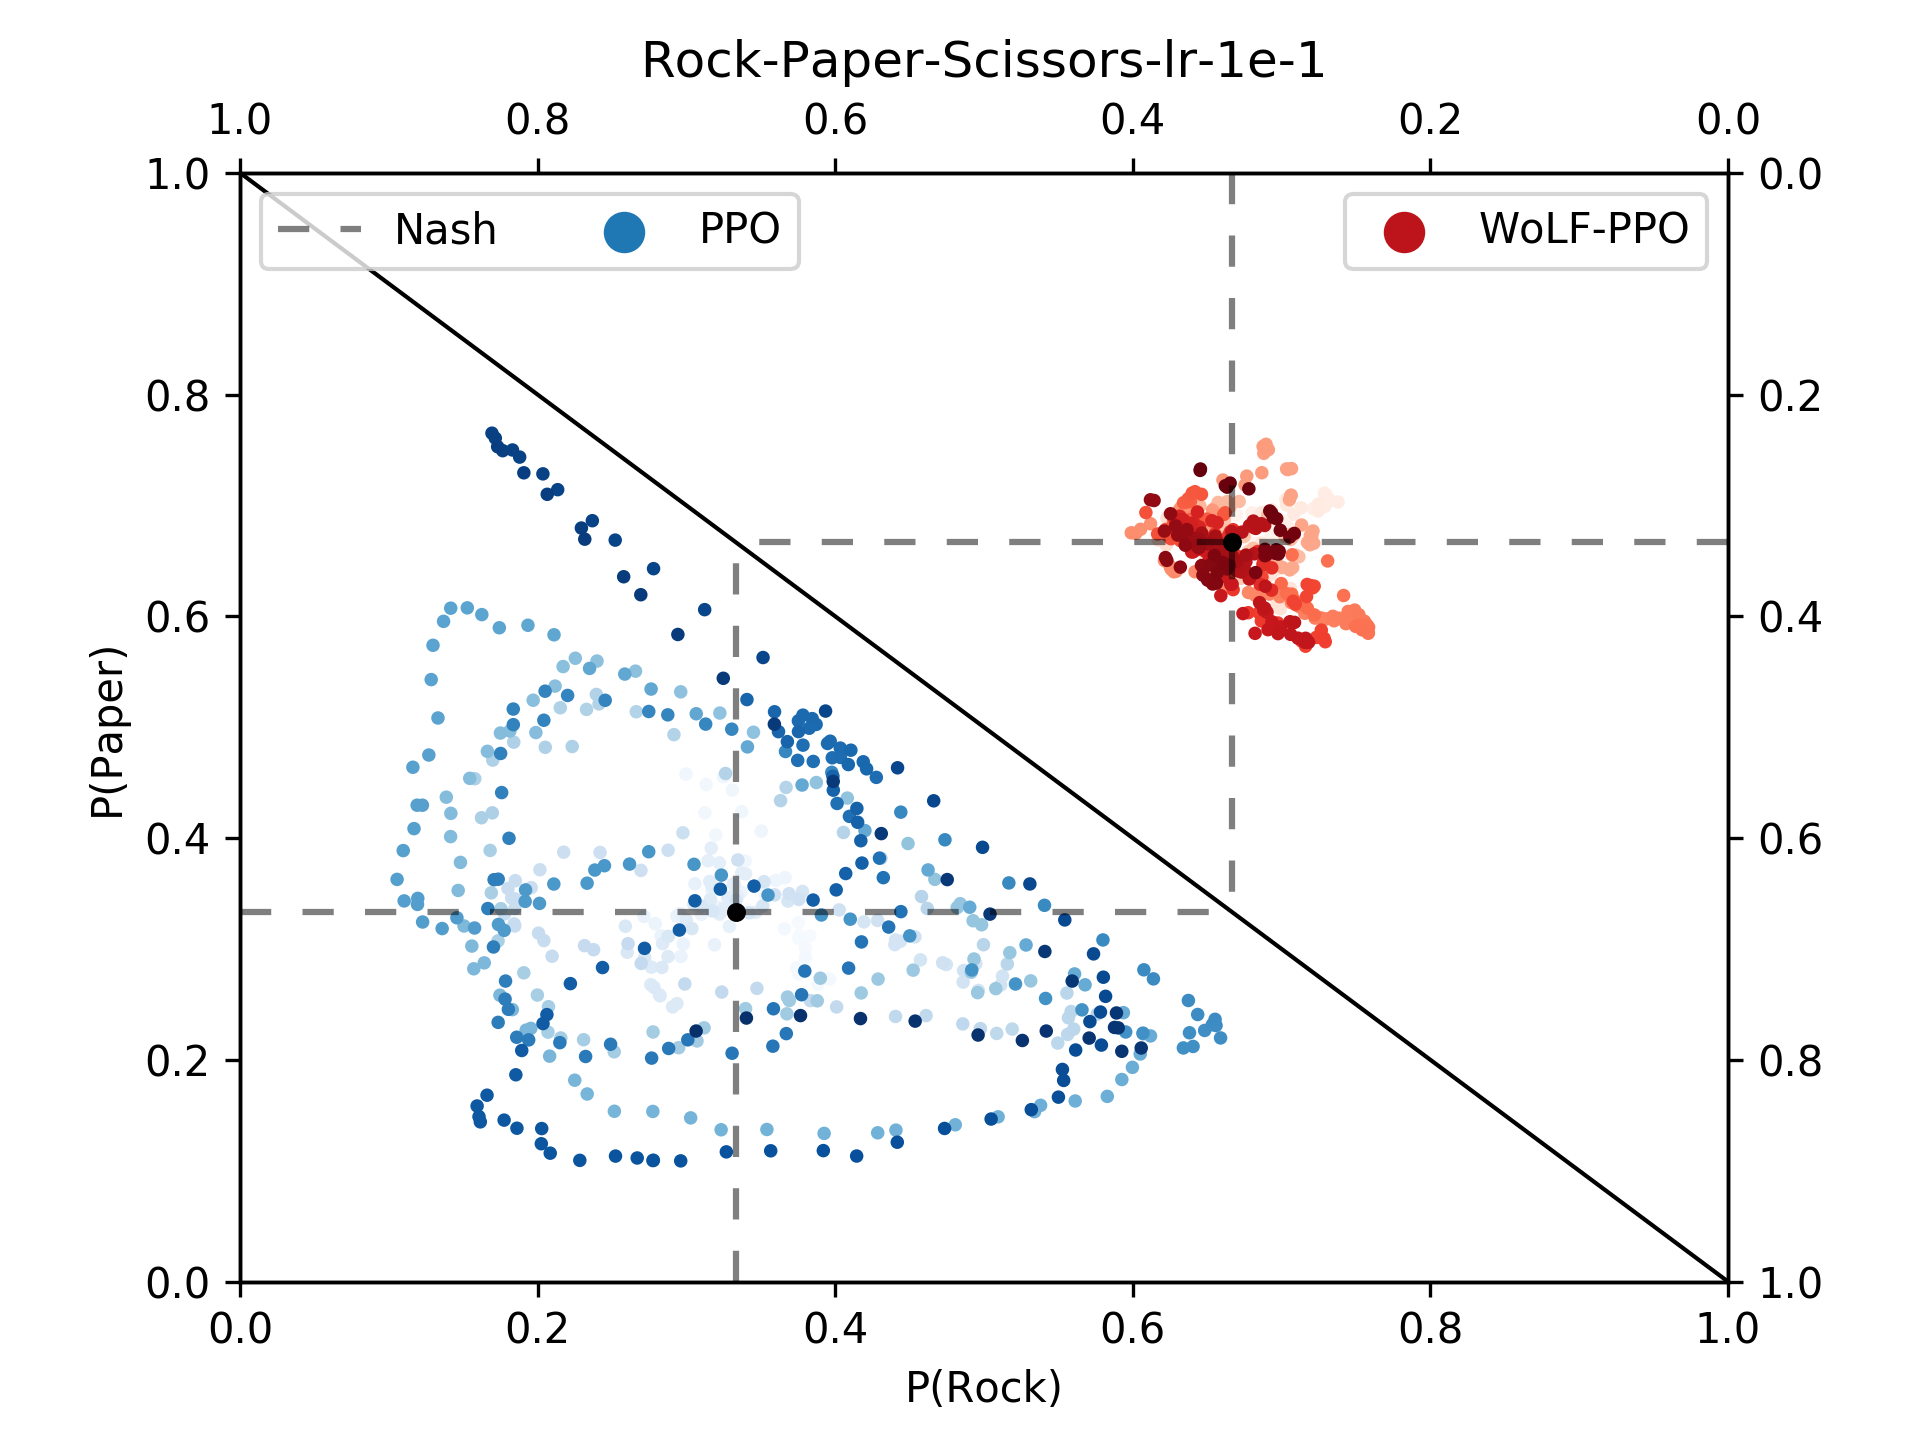 Rock-Paper-Scissors-lr-1e-1
1.0 0.8 0.6 0.4 0.2 0.0
1.0 0.0
Nash PPO WoLF-PPO
0.8 0.2
0.6 0.4
P(Paper)
0.4 0.6
0.2 0.8
0.0 1.0
0.0 0.2 0.4 0.6 0.8 1.0
P(Rock)